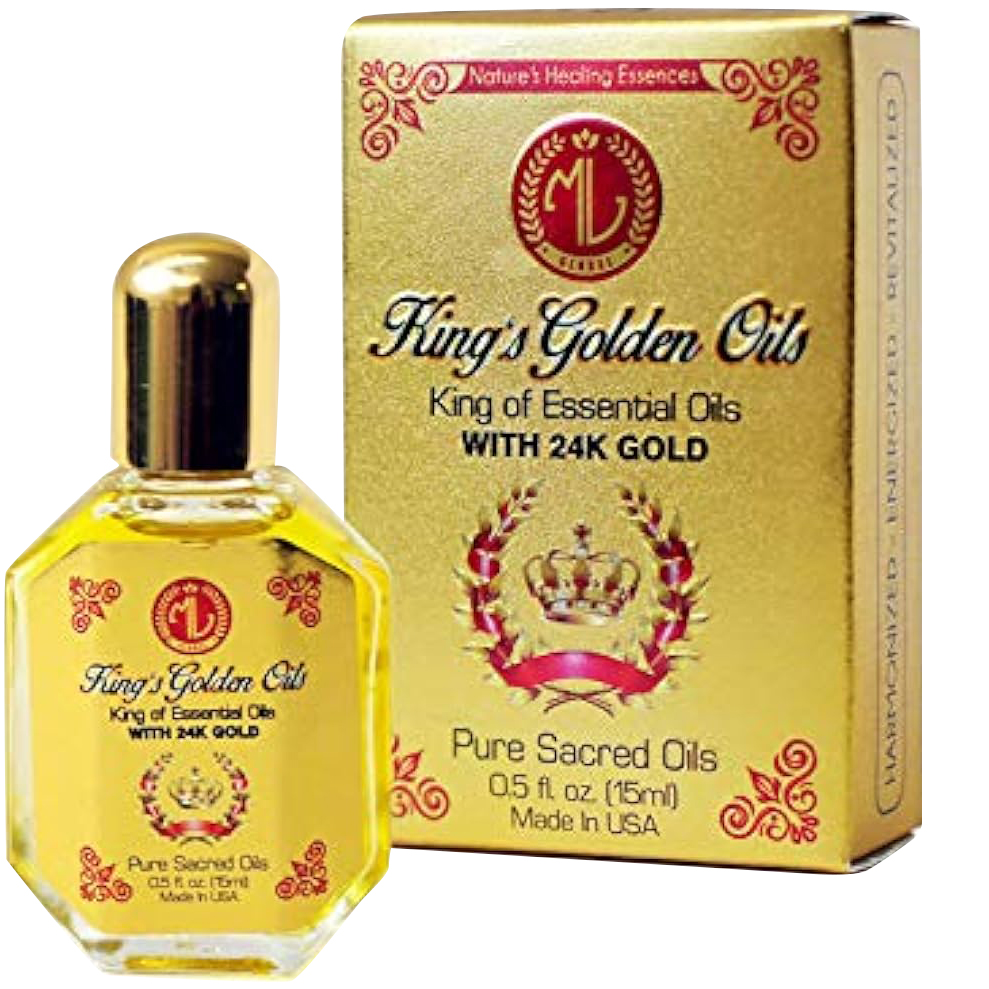 Nature's Healing Essences
ML
King's Golden Oils
King of Essential Oils
WITH 24K GOLD
Pure Sacred Oils
0.5 fl. oz. (15ml)
Made In USA
HARMONIZED - ENERGIZED - REVITALIZED
ML
King's Golden Oils
King of Essential Oils
WITH 24K GOLD
Pure Sacred Oils
0.5 fl. oz. (15ml)
Made In USA